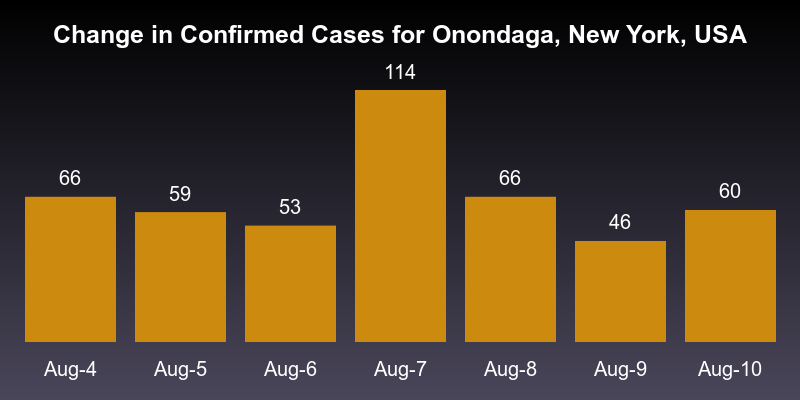 Change in Confirmed Cases for Onondaga, New York, USA
114
66
59
53
66
46
60
Aug-4
Aug-5
Aug-6
Aug-7
Aug-8
Aug-9
Aug-10